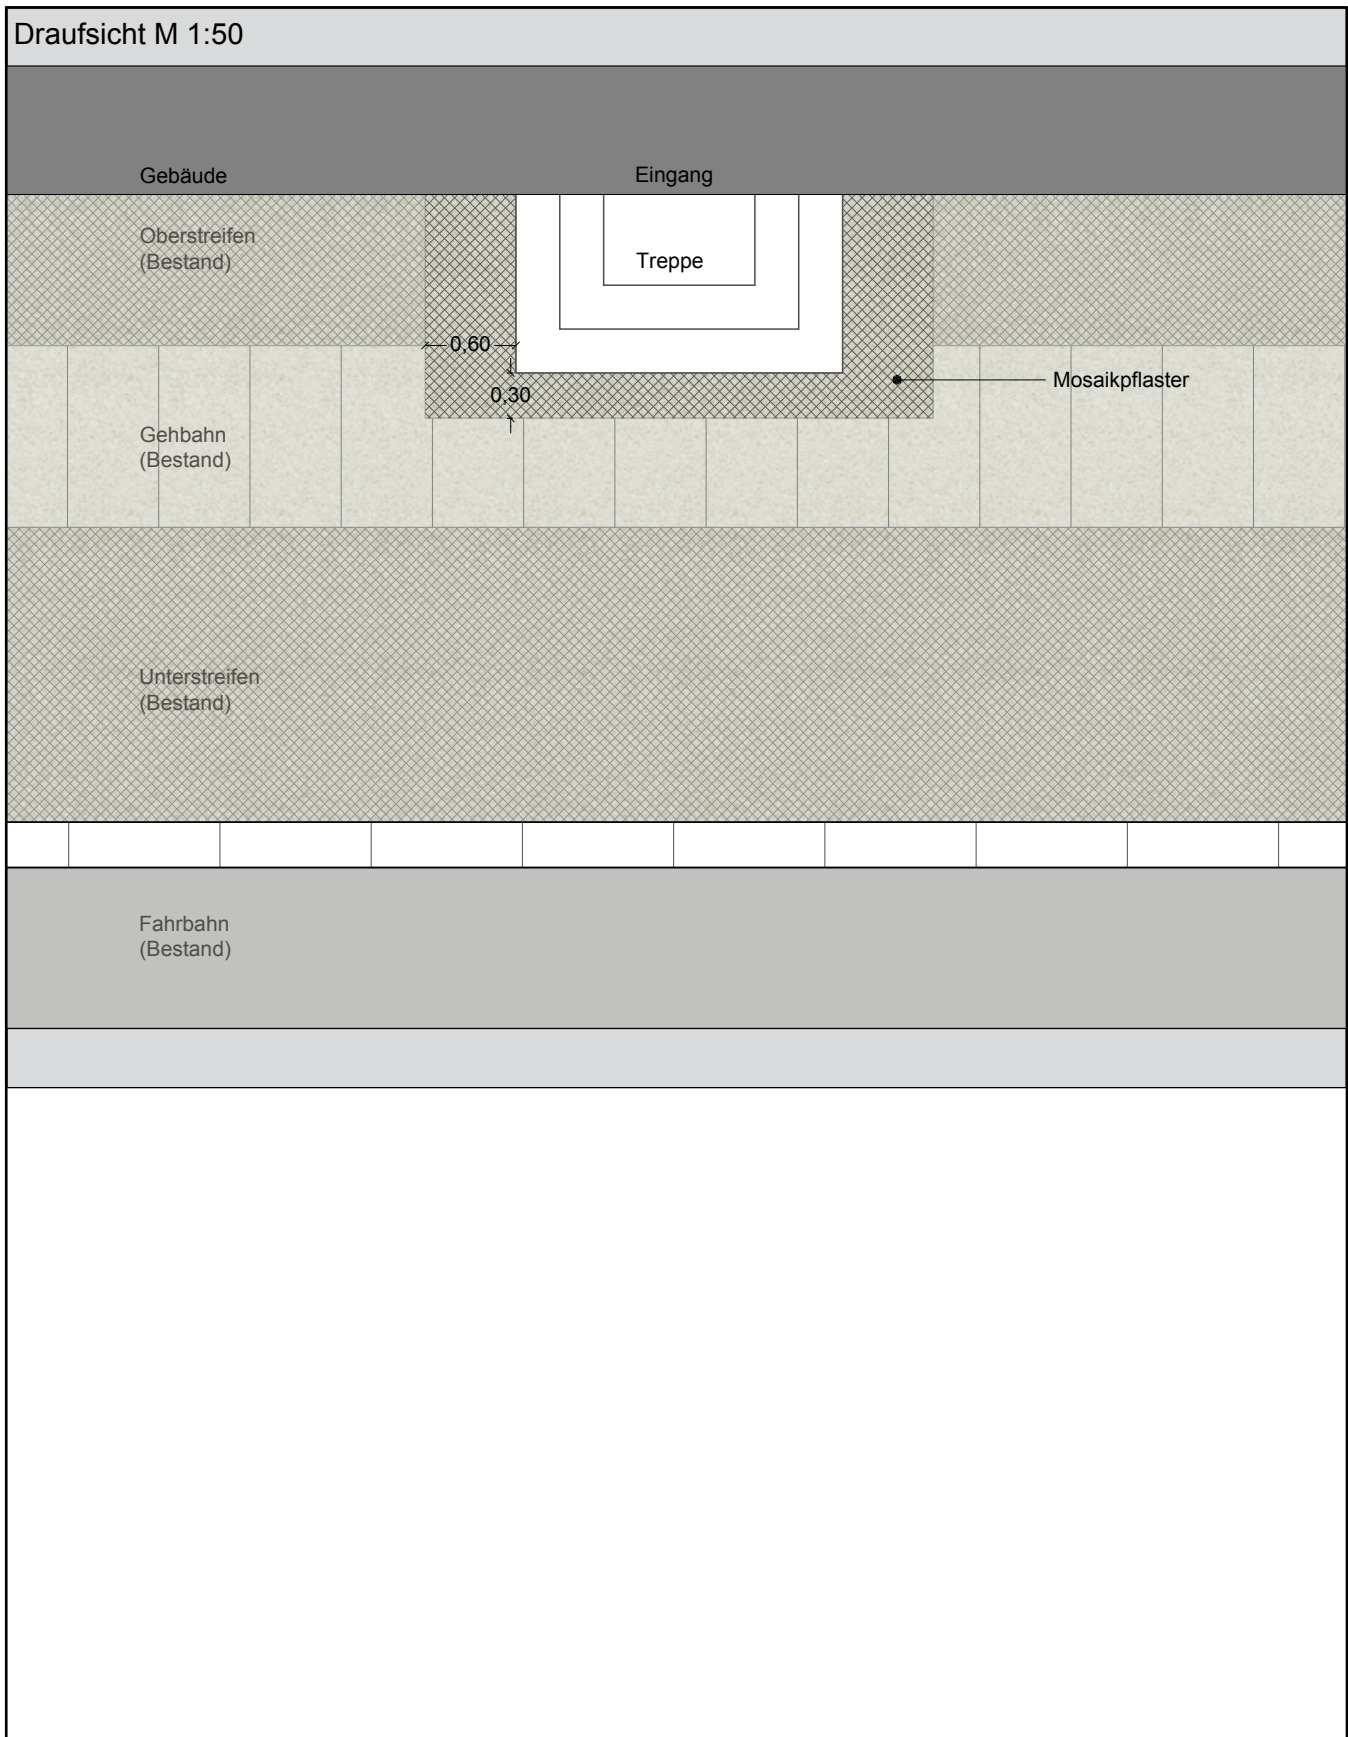 Draufsicht M 1:50
Gebäude
Eingang
Oberstreifen
(Bestand)
Treppe
0,60
Mosaikpflaster
0,30
Gehbahn
(Bestand)
Unterstreifen
(Bestand)
Fahrbahn
(Bestand)